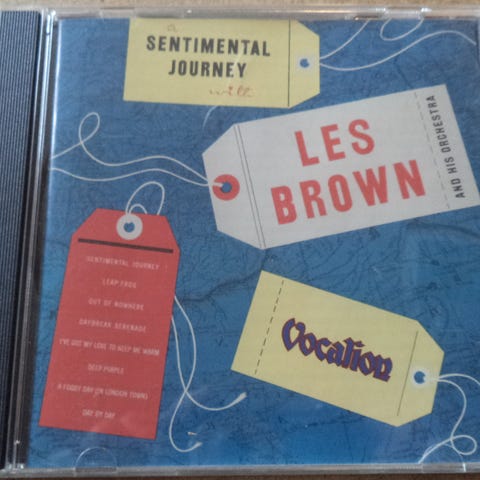 a
SENTIMENTAL
JOURNEY
with
LES
BROWN
AND HIS ORCHESTRA
SENTIMENTAL JOURNEY
LEAP FROG
OUT OF NOWHERE
DAYBREAK SERENADE
I'VE GOT MY LOVE TO KEEP ME WARM
DEEP PURPLE
A FOGGY DAY (IN LONDON TOWN)
DAY BY DAY
Vocalion